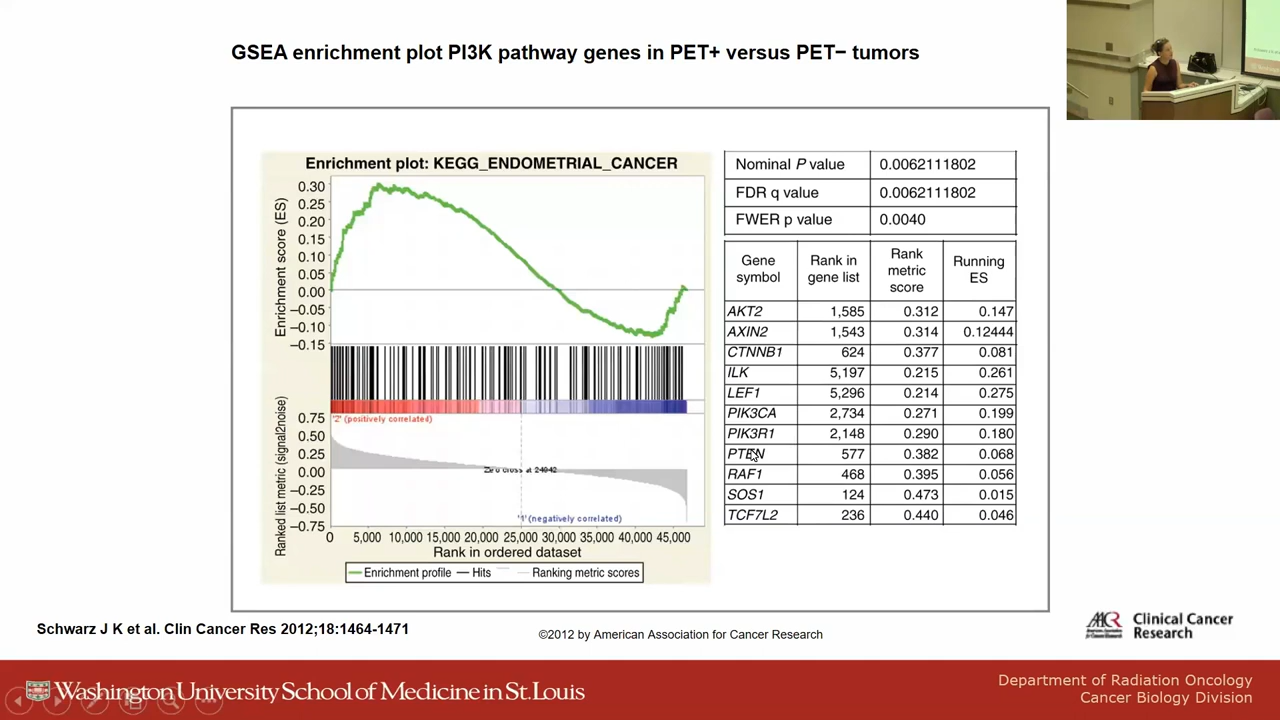 GSEA enrichment plot PI3K pathway genes in PET+ versus PET− tumors
Enrichment plot: KEGG_ENDOMETRIAL_CANCER
Enrichment score (ES)
0.30
0.25
0.20
0.15
0.10
0.05
0.00
−0.05
−0.10
−0.15
Ranked list metric (signal2noise)
0.75
0.50
0.25
0.00
−0.25
−0.50
−0.75
'2' (positively correlated)
Zero cross at 24942
'1' (negatively correlated)
0 5,000 10,000 15,000 20,000 25,000 30,000 35,000 40,000 45,000
Rank in ordered dataset
Enrichment profile Hits Ranking metric scores
Nominal P value 0.0062111802
FDR q value 0.0062111802
FWER p value 0.0040
Gene symbol Rank in gene list Rank metric score Running ES
AKT2 1,585 0.312 0.147
AXIN2 1,543 0.314 0.12444
CTNNB1 624 0.377 0.081
ILK 5,197 0.215 0.261
LEF1 5,296 0.214 0.275
PIK3CA 2,734 0.271 0.199
PIK3R1 2,148 0.290 0.180
PTEN 577 0.382 0.068
RAF1 468 0.395 0.056
SOS1 124 0.473 0.015
TCF7L2 236 0.440 0.046
Schwarz J K et al. Clin Cancer Res 2012;18:1464-1471
©2012 by American Association for Cancer Research
AACR
Clinical Cancer
Research
Washington University School of Medicine in St. Louis
Department of Radiation Oncology
Cancer Biology Division